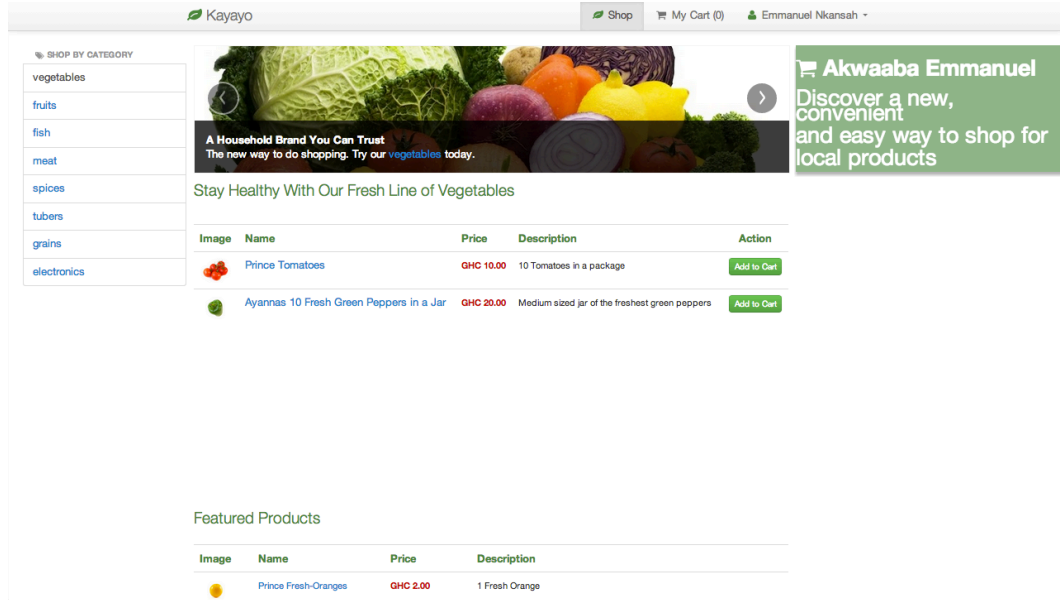 Kayayo
Shop
My Cart (0)
Emmanuel Nkansah
SHOP BY CATEGORY
vegetables
fruits
fish
meat
spices
tubers
grains
electronics
A Household Brand You Can Trust
The new way to do shopping. Try our vegetables today.
Akwaaba Emmanuel
Discover a new,
convenient
and easy way to shop for
local products
Stay Healthy With Our Fresh Line of Vegetables
Image Name Price Description Action
Prince Tomatoes GHC 10.00 10 Tomatoes in a package Add to Cart
Ayannas 10 Fresh Green Peppers in a Jar GHC 20.00 Medium sized jar of the freshest green peppers Add to Cart
Featured Products
Image Name Price Description
Prince Fresh-Oranges GHC 2.00 1 Fresh Orange